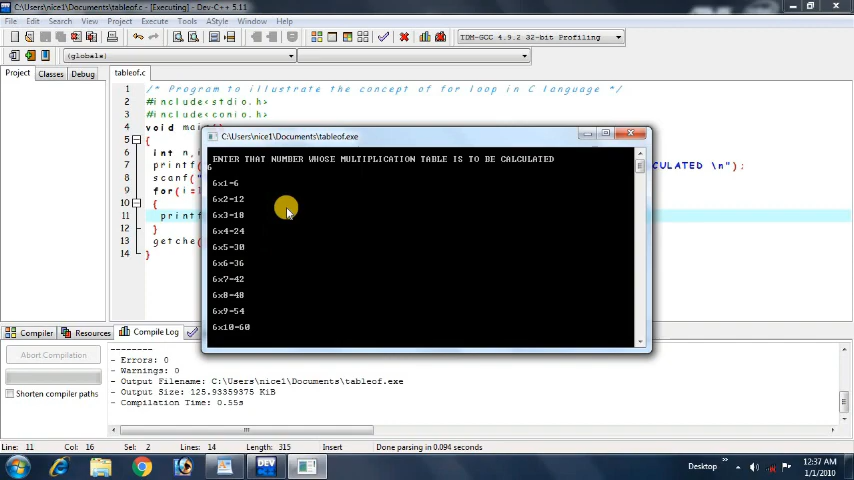 C:\Users\nice1\Documents\tableof.c - [Executing] - Dev-C++ 5.11
File Edit Search View Project Execute Tools AStyle Window Help
TDM-GCC 4.9.2 32-bit Profiling
(globals)
Project Classes Debug
tableof.c
1 /* Program to illustrate the concept of for loop in C language */
2 #include<stdio.h>
3 #include<conio.h>
4 void mai
5 {
6 int n,i
7 printf( CULATED \n");
8 scanf("
9 for(i =1
10 {
11 printf
12 }
13 getche(
14 }
C:\Users\nice1\Documents\tableof.exe
ENTER THAT NUMBER WHOSE MULTIPLICATION TABLE IS TO BE CALCULATED
6
6x1=6
6x2=12
6x3=18
6x4=24
6x5=30
6x6=36
6x7=42
6x8=48
6x9=54
6x10=60
Compiler Resources Compile Log
Abort Compilation
Shorten compiler paths
--------
- Errors: 0
- Warnings: 0
- Output Filename: C:\Users\nice1\Documents\tableof.exe
- Output Size: 125.93359375 KiB
- Compilation Time: 0.55s
Line: 11 Col: 16 Sel: 2 Lines: 14 Length: 315 Insert Done parsing in 0.094 seconds
DEV
Desktop
12:37 AM
1/1/2010